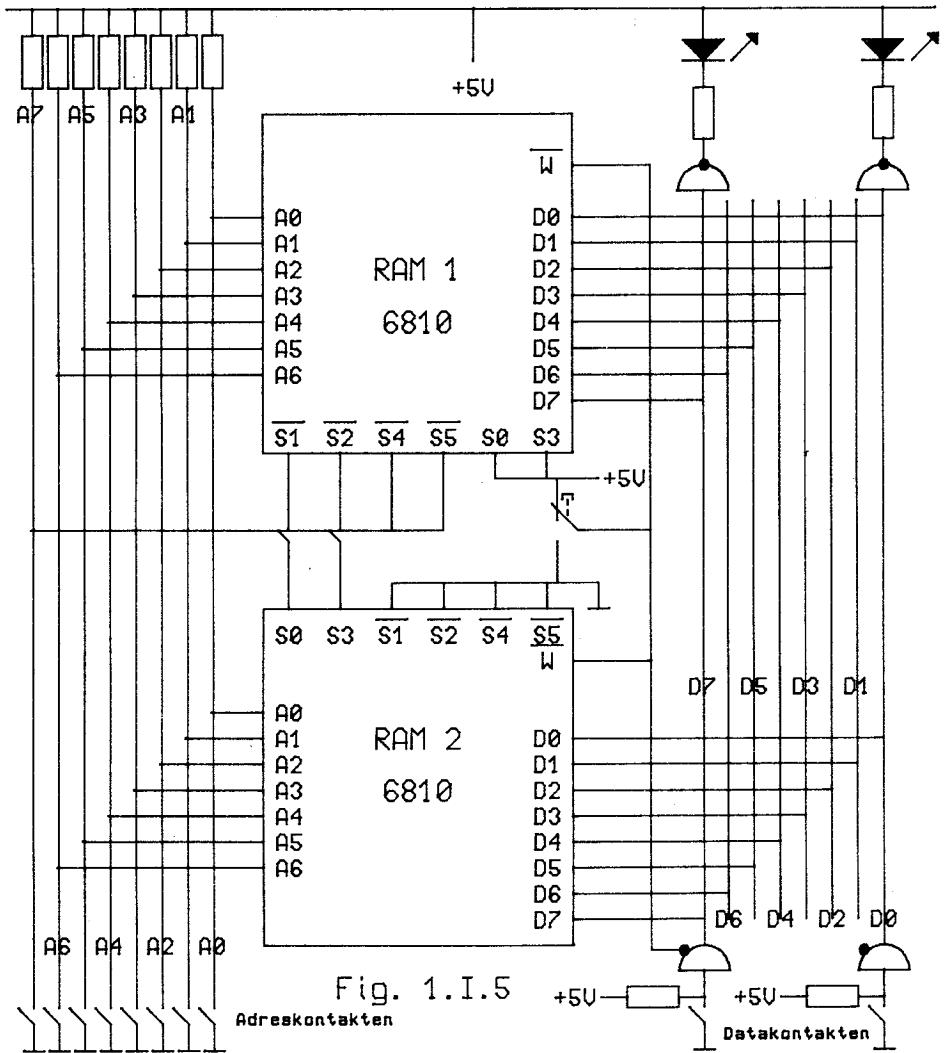 +5V
A7 A5 A3 A1
W
A0 D0
A1 D1
A2 RAM 1 D2
A3 D3
A4 6810 D4
A5 D5
A6 D6
D7
S1 S2 S4 S5 S0 S3
+5V
S0 S3 S1 S2 S4 S5
W
D7 D5 D3 D1
A0
A1 RAM 2 D0
A2 D1
A3 6810 D2
A4 D3
A5 D4
A6 D5
D6
D7 D6 D4 D2 D0
A6 A4 A2 A0
Fig. 1.I.5
+5V +5V
Adreskontakten
Datakontakten